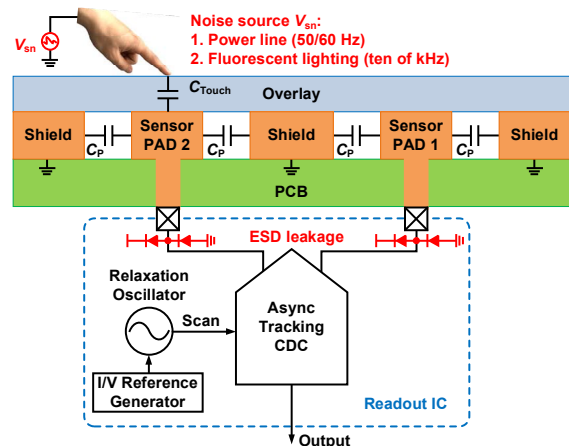 Noise source Vsn:
Vsn
1. Power line (50/60 Hz)
2. Fluorescent lighting (ten of kHz)
CTouch
Overlay
Shield
CP
Sensor
PAD 2
CP
Shield
CP
Sensor
PAD 1
CP
Shield
PCB
ESD leakage
Relaxation
Oscillator
Scan
Async
Tracking
CDC
I/V Reference
Generator
Readout IC
Output